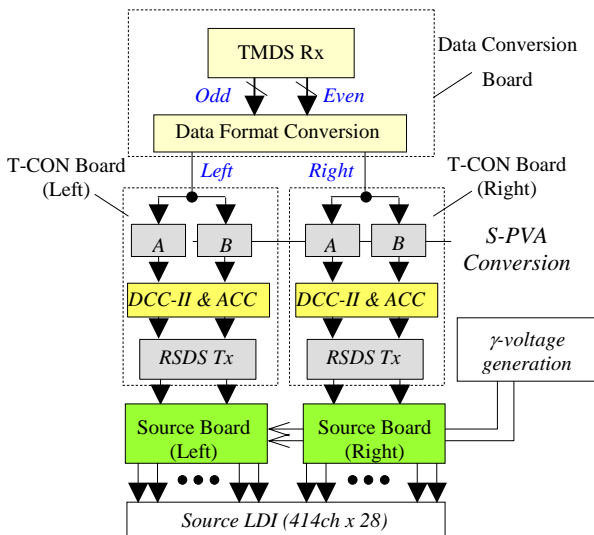 TMDS Rx
Data Conversion
Board
Odd
Even
Data Format Conversion
T-CON Board
(Left)
Left
Right
T-CON Board
(Right)
A
B
A
B
S-PVA
Conversion
DCC-II & ACC
DCC-II & ACC
RSDS Tx
RSDS Tx
γ-voltage
generation
Source Board
(Left)
Source Board
(Right)
Source LDI (414ch x 28)